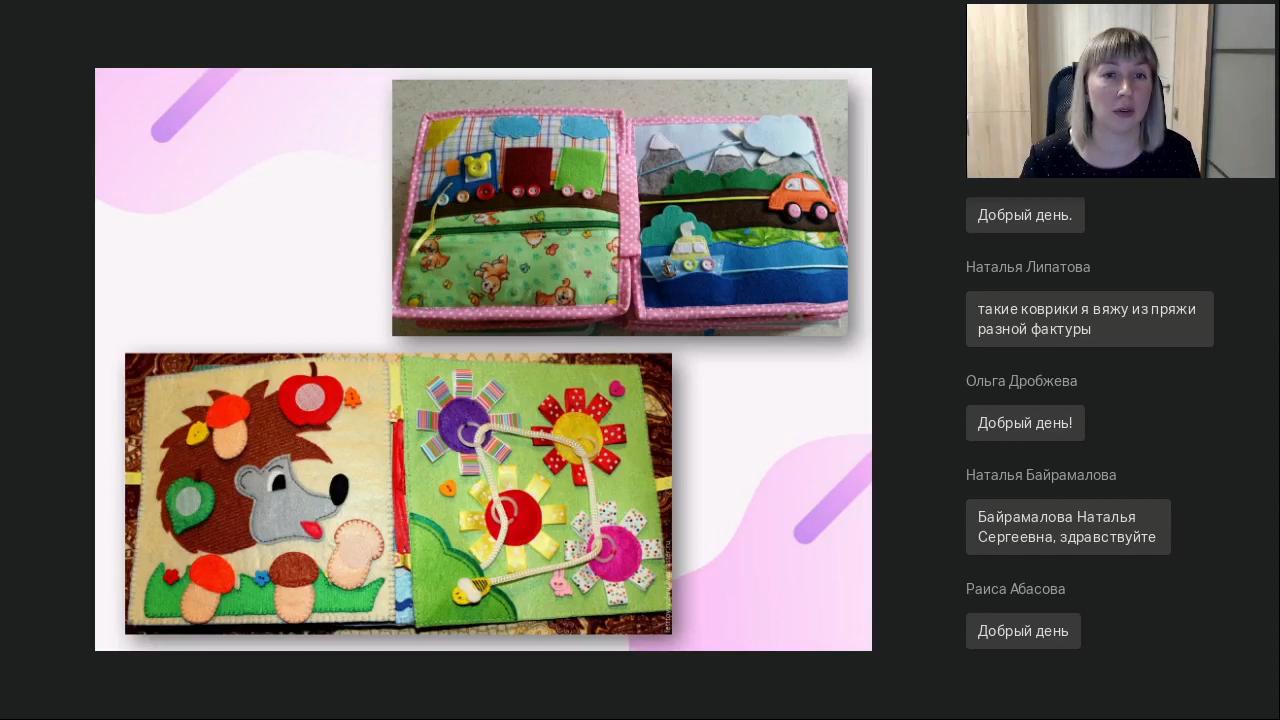 Добрый день.
Наталья Липатова
такие коврики я вяжу из пряжи
разной фактуры
Ольга Дробжева
Добрый день!
Наталья Байрамалова
Байрамалова Наталья
Сергеевна, здравствуйте
Раиса Абасова
Добрый день